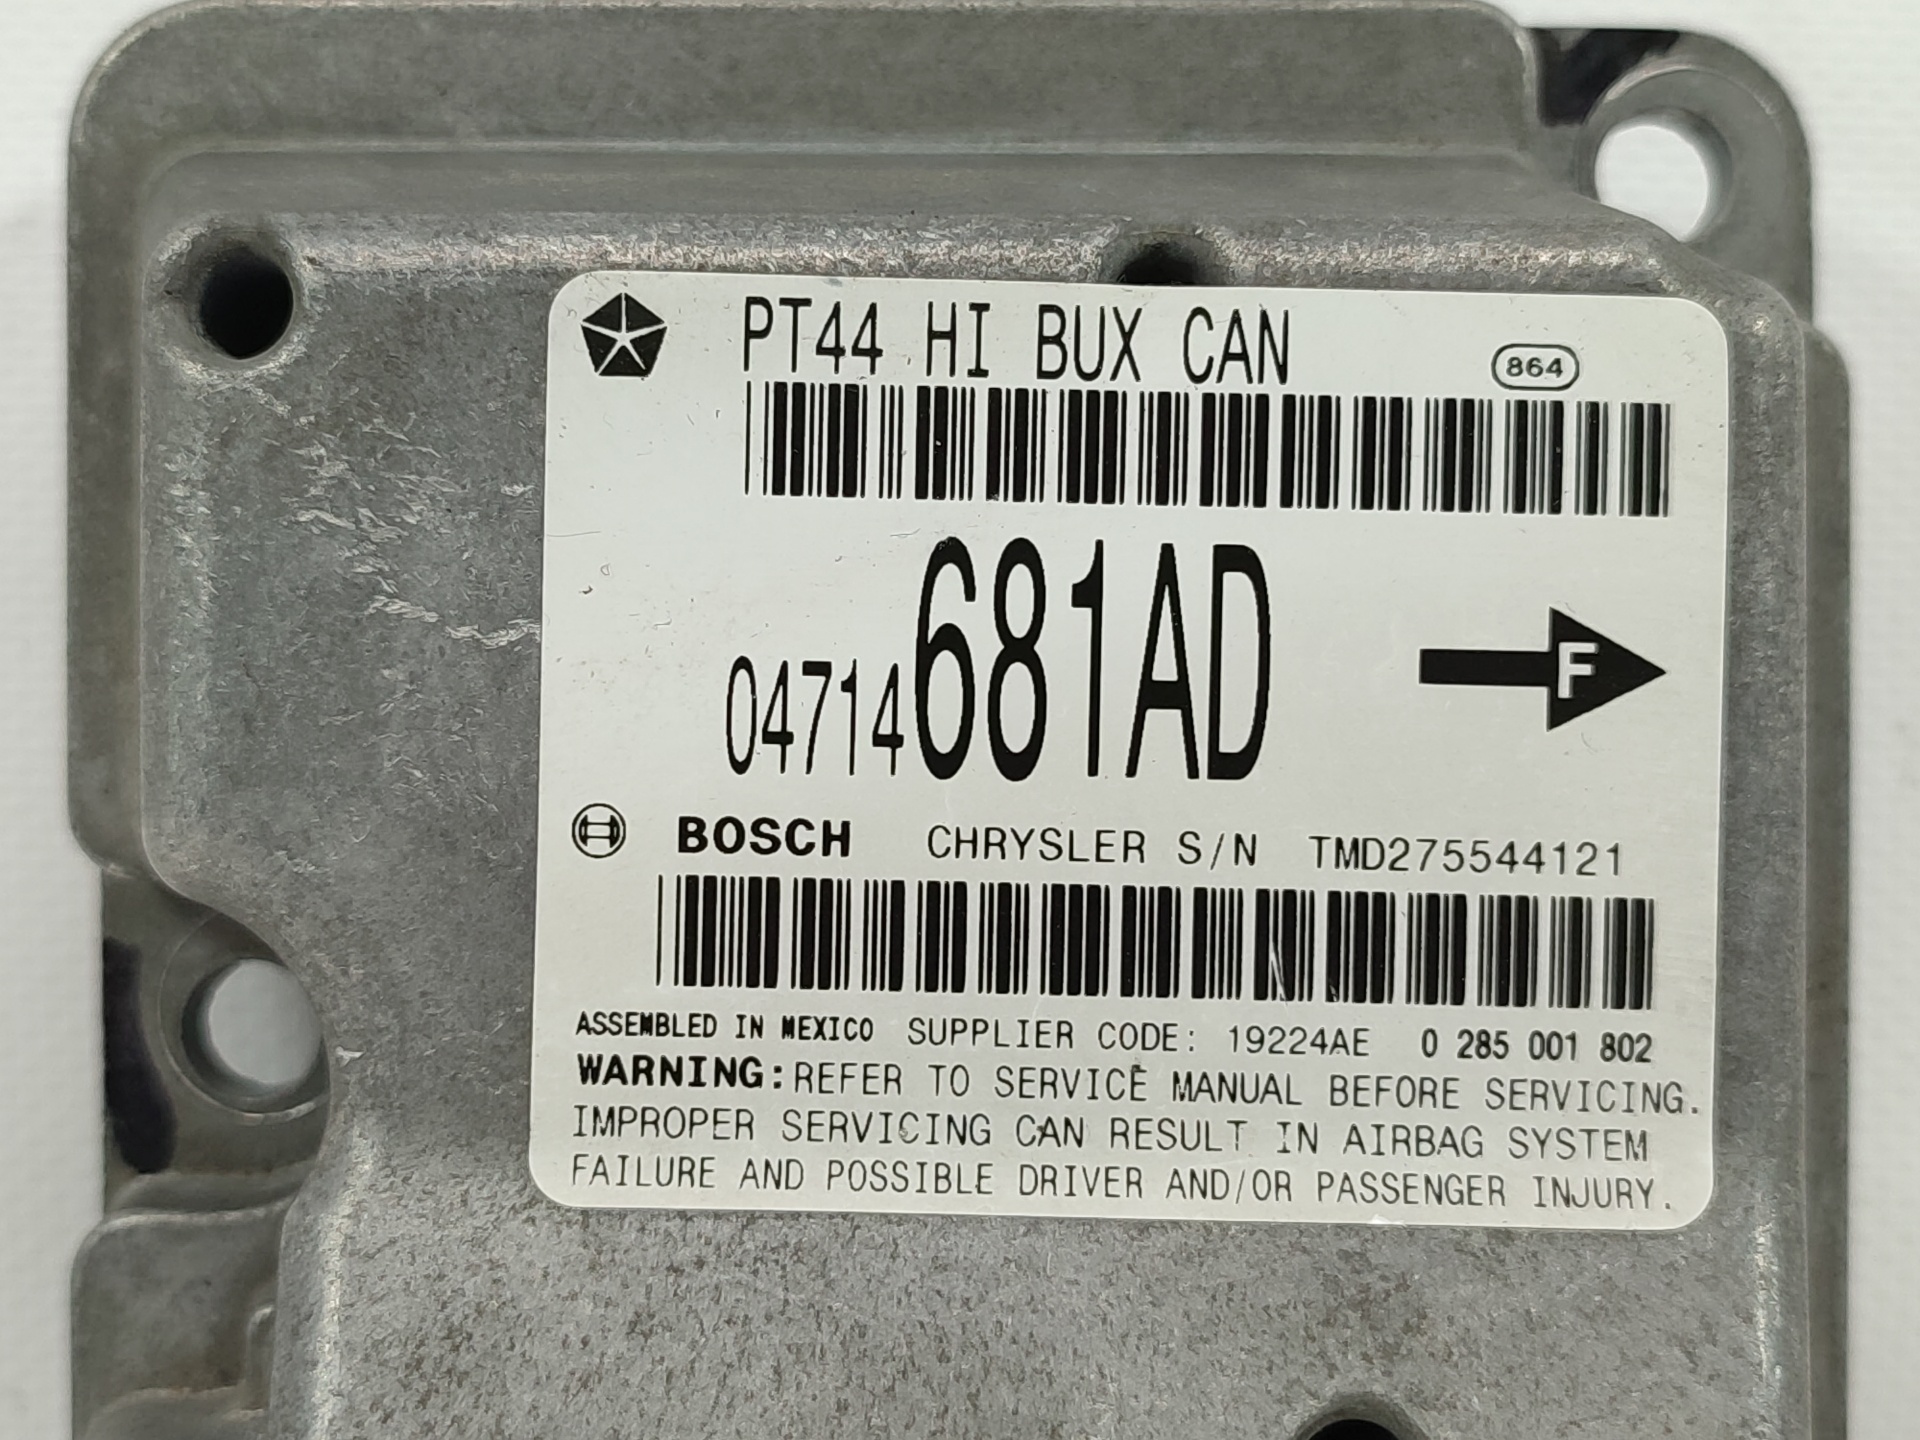 PT44 HI BUX CAN
864
04714681AD
F
BOSCH CHRYSLER S/N TMD275544121
ASSEMBLED IN MEXICO SUPPLIER CODE: 19224AE 0 285 001 802
WARNING: REFER TO SERVICE MANUAL BEFORE SERVICING.
IMPROPER SERVICING CAN RESULT IN AIRBAG SYSTEM
FAILURE AND POSSIBLE DRIVER AND/OR PASSENGER INJURY.